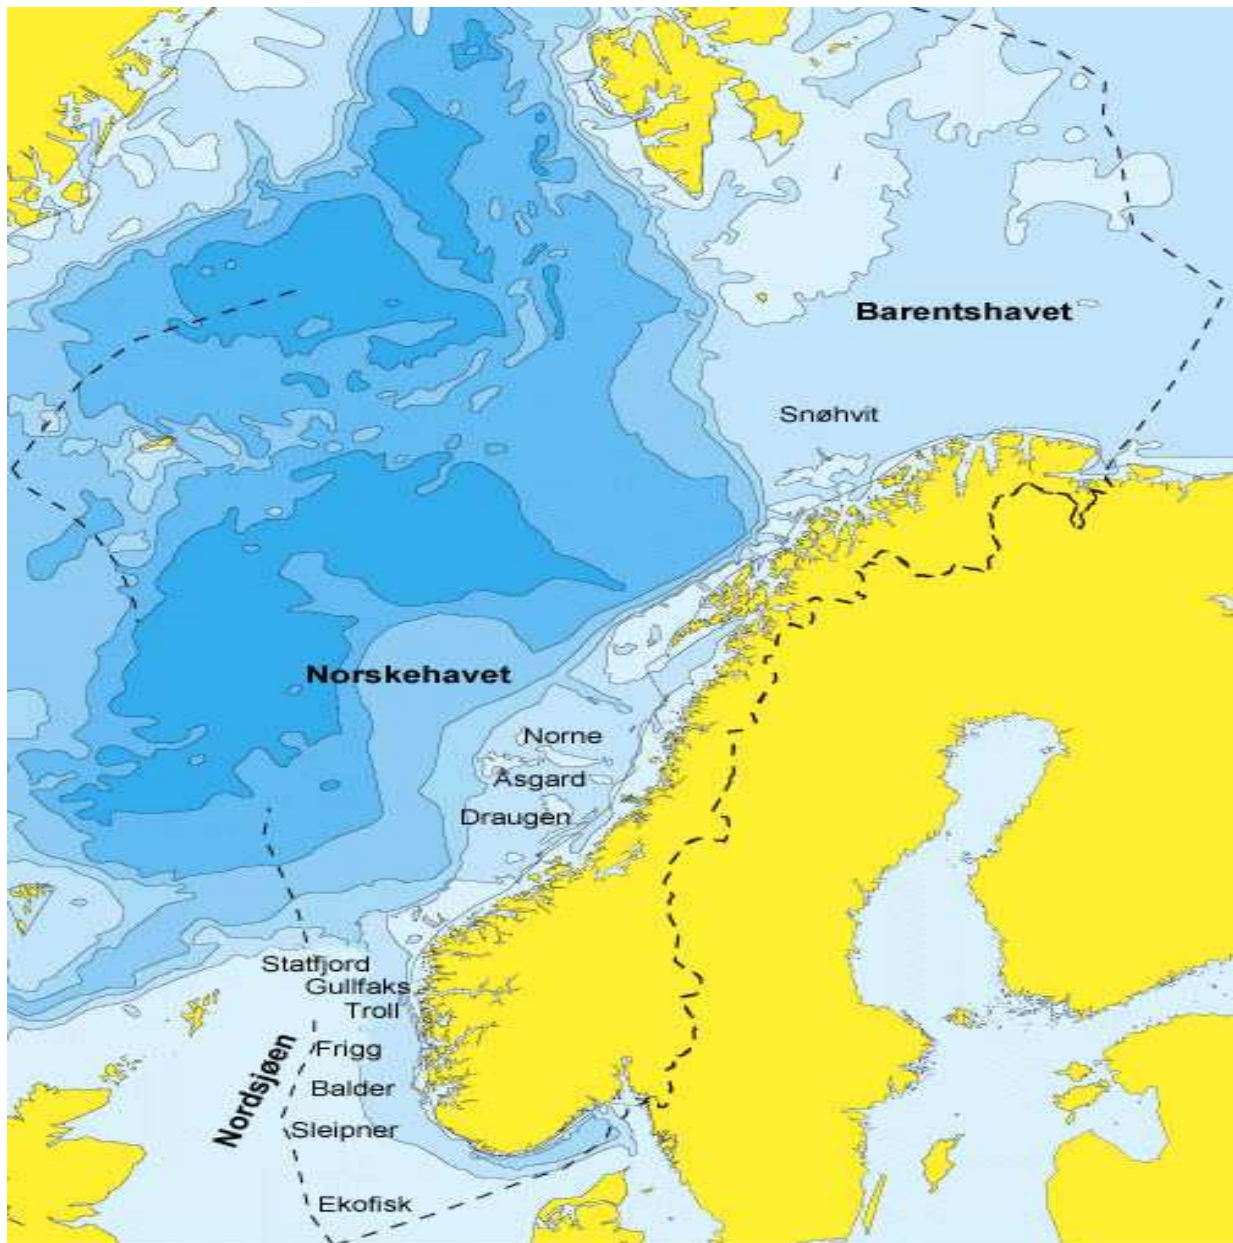 Barentshavet
Snøhvit
Norskehavet
Norne
Åsgard
Draugen
Statfjord
Gullfaks
Troll
Nordsjøen
Frigg
Balder
Sleipner
Ekofisk